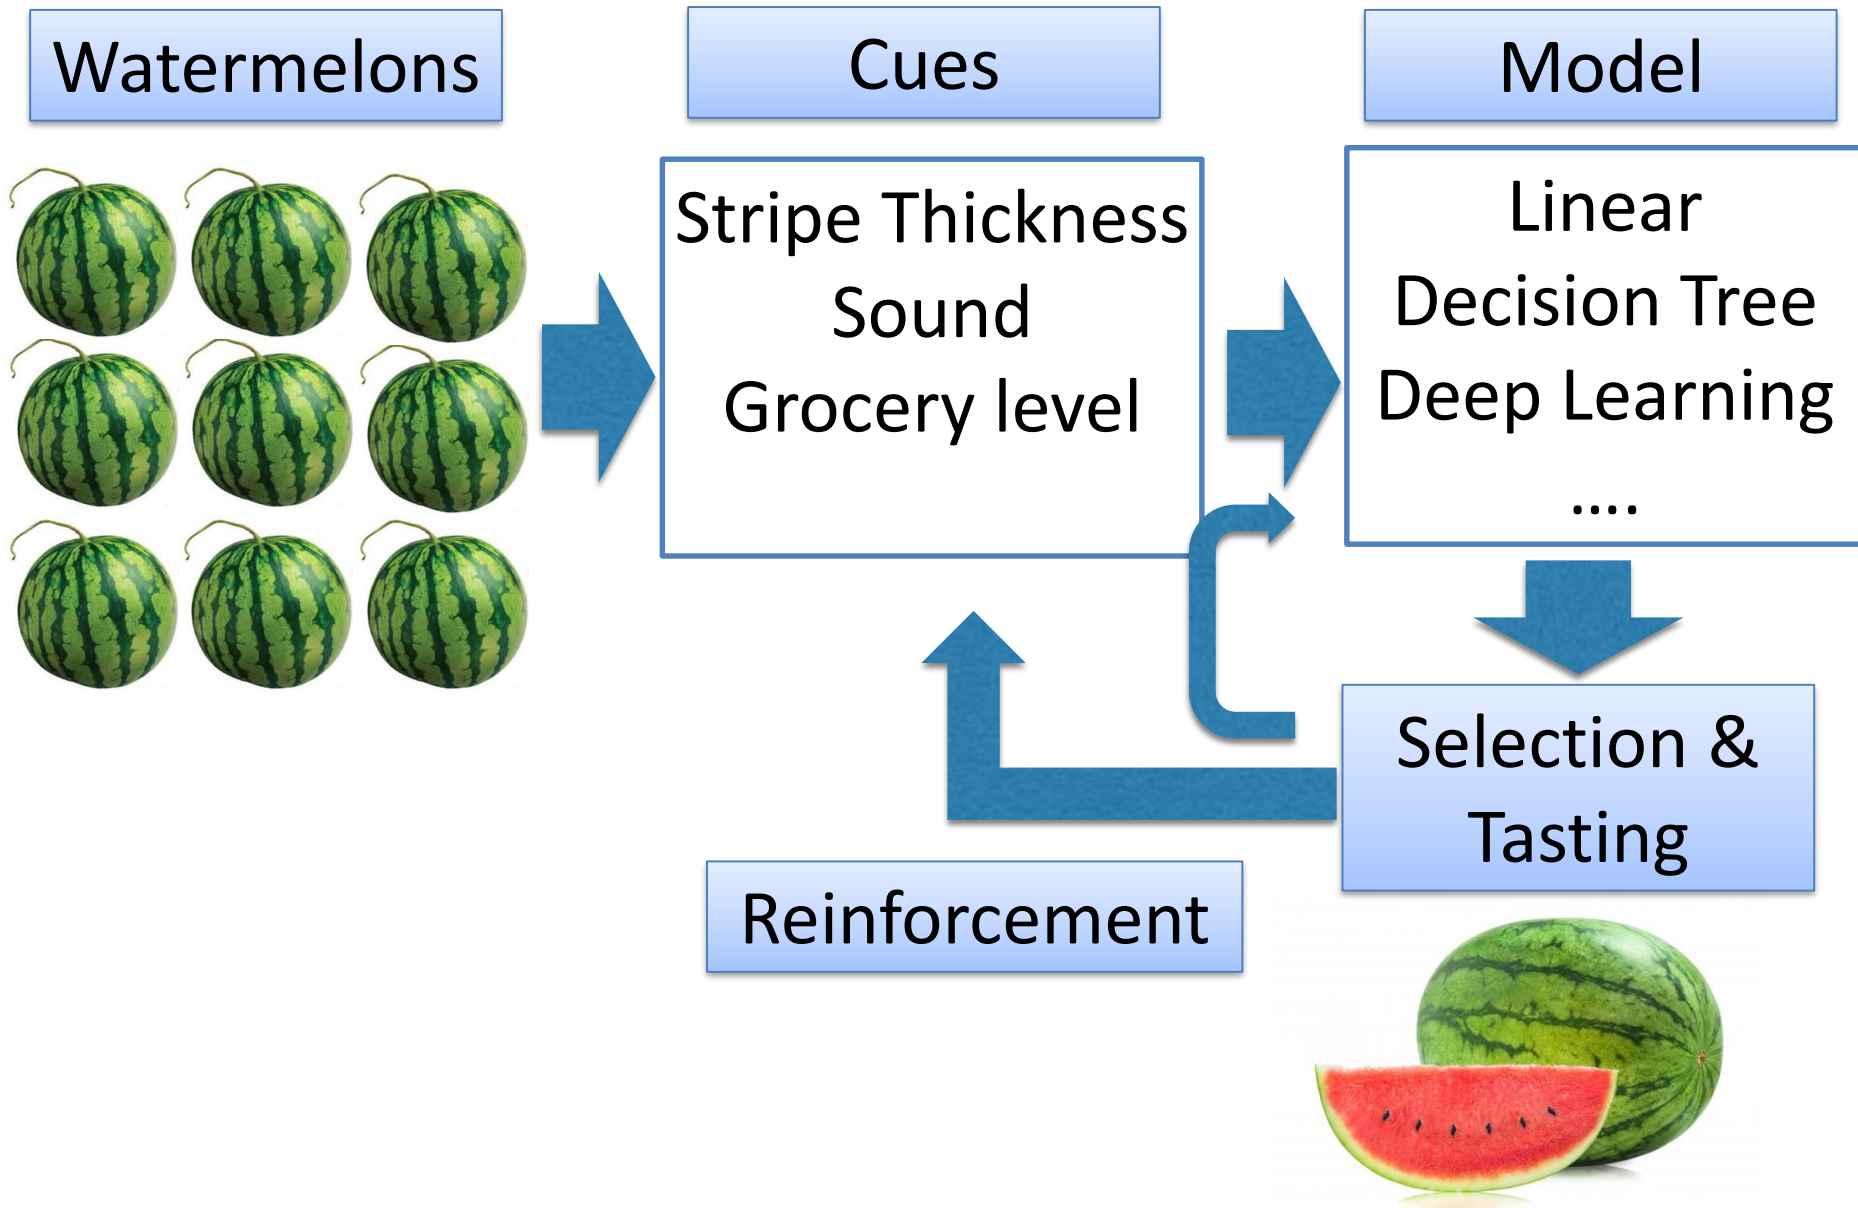 Watermelons
Cues
Model
Stripe Thickness
Sound
Grocery level
Linear
Decision Tree
Deep Learning
....
Selection &
Tasting
Reinforcement